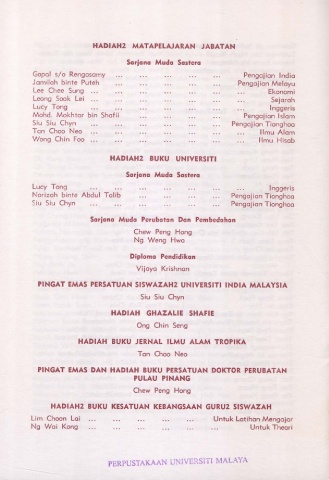 HADIAH2 MATAPELAJARAN JABATAN
Sarjana Muda Sastera
Gopal s/o Rengasamy ... ... ... ... ... Pengajian India
Jamilah binte Puteh ... ... ... ... ... Pengajian Melayu
Lee Chee Sung ... ... ... ... ... Ekonomi
Leong Sook Lei ... ... ... ... ... Sejarah
Lucy Tang ... ... ... ... ... Inggeris
Mohd. Mokhtar bin Shafii ... ... ... ... Pengajian Islam
Siu Siu Chyn ... ... ... ... ... Pengajian Tionghoa
Tan Chao Neo ... ... ... ... ... Ilmu Alam
Wong Chin Foo ... ... ... ... ... Ilmu Hisab
HADIAH2 BUKU UNIVERSITI
Sarjana Muda Sastera
Lucy Tang ... ... ... ... ... Inggeris
Norizah binte Abdul Talib ... ... ... ... Pengajian Tionghoa
Siu Siu Chyn ... ... ... ... ... Pengajian Tionghoa
Sarjana Muda Perubatan Dan Pembedahan
Chew Peng Hong
Ng Weng Hwa
Diploma Pendidikan
Vijaya Krishnan
PINGAT EMAS PERSATUAN SISWAZAH2 UNIVERSITI INDIA MALAYSIA
Siu Siu Chyn
HADIAH GHAZALIE SHAFIE
Ong Chin Seng
HADIAH BUKU JERNAL ILMU ALAM TROPIKA
Tan Chao Neo
PINGAT EMAS DAN HADIAH BUKU PERSATUAN DOKTOR PERUBATAN
PULAU PINANG
Chew Peng Hong
HADIAH2 BUKU KESATUAN KEBANGSAAN GURU2 SISWAZAH
Lim Choon Lai ... ... ... ... Untuk Latihan Mengajar
Ng Wai Kong ... ... ... ... ... Untuk Theori
PERPUSTAKAAN UNIVERSITI MALAYA